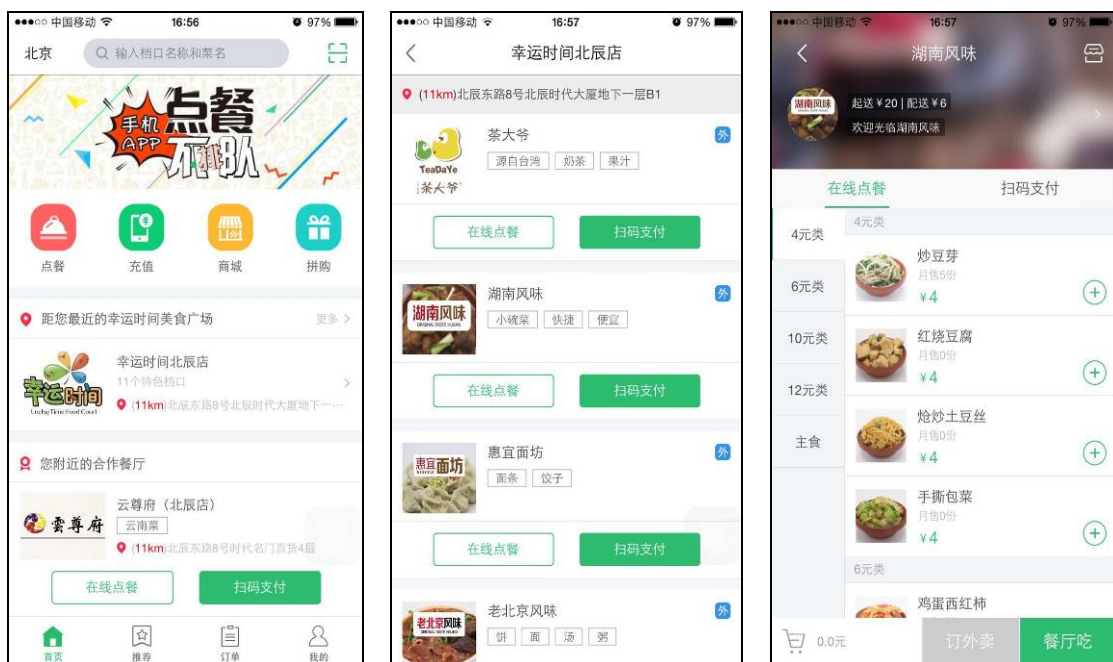 中国移动
16:56
97%
北京
输入档口名称和菜名
手机
APP
点餐
不排队
点餐
充值
商城
拼购
距您最近的幸运时间美食广场
更多 >
幸运时间
LuckyTime Food Court
幸运时间北辰店
11个特色档口
(11km)北辰东路8号北辰时代大厦地下一…
您附近的合作餐厅
雲尊府
云尊府（北辰店）
云南菜
(11km)北辰东路8号时代名门百货4层
在线点餐
扫码支付
首页
推荐
订单
我的
中国移动
16:57
97%
幸运时间北辰店
(11km)北辰东路8号北辰时代大厦地下一层B1
TeaDaYe
茶大爷
茶大爷
外
源自台湾
奶茶
果汁
在线点餐
扫码支付
湖南风味
湖南风味
外
小碗菜
快捷
便宜
在线点餐
扫码支付
惠宜面坊
惠宜面坊
外
面条
饺子
在线点餐
扫码支付
老北京风味
老北京风味
外
饼
面
汤
粥
中国移动
16:57
97%
湖南风味
湖南风味
起送￥20 | 配送￥6
欢迎光临湖南风味
在线点餐
扫码支付
4元类
6元类
10元类
12元类
主食
4元类
炒豆芽
月售5份
￥4
红烧豆腐
月售0份
￥4
炝炒土豆丝
月售0份
￥4
手撕包菜
月售0份
￥4
6元类
鸡蛋西红柿
0.0元
订外卖
餐厅吃